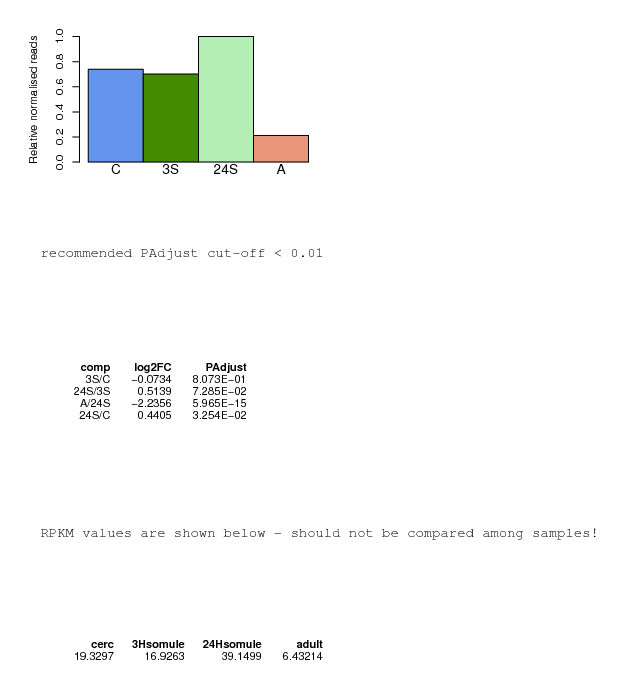 Relative normalised reads
1.0
0.8
0.6
0.4
0.2
0.0
C 3S 24S A
recommended PAdjust cut-off < 0.01
comp log2FC PAdjust
3S/C −0.0734 8.073E−01
24S/3S 0.5139 7.285E−02
A/24S −2.2356 5.965E−15
24S/C 0.4405 3.254E−02
RPKM values are shown below - should not be compared among samples!
cerc 3Hsomule 24Hsomule adult
19.3297 16.9263 39.1499 6.43214